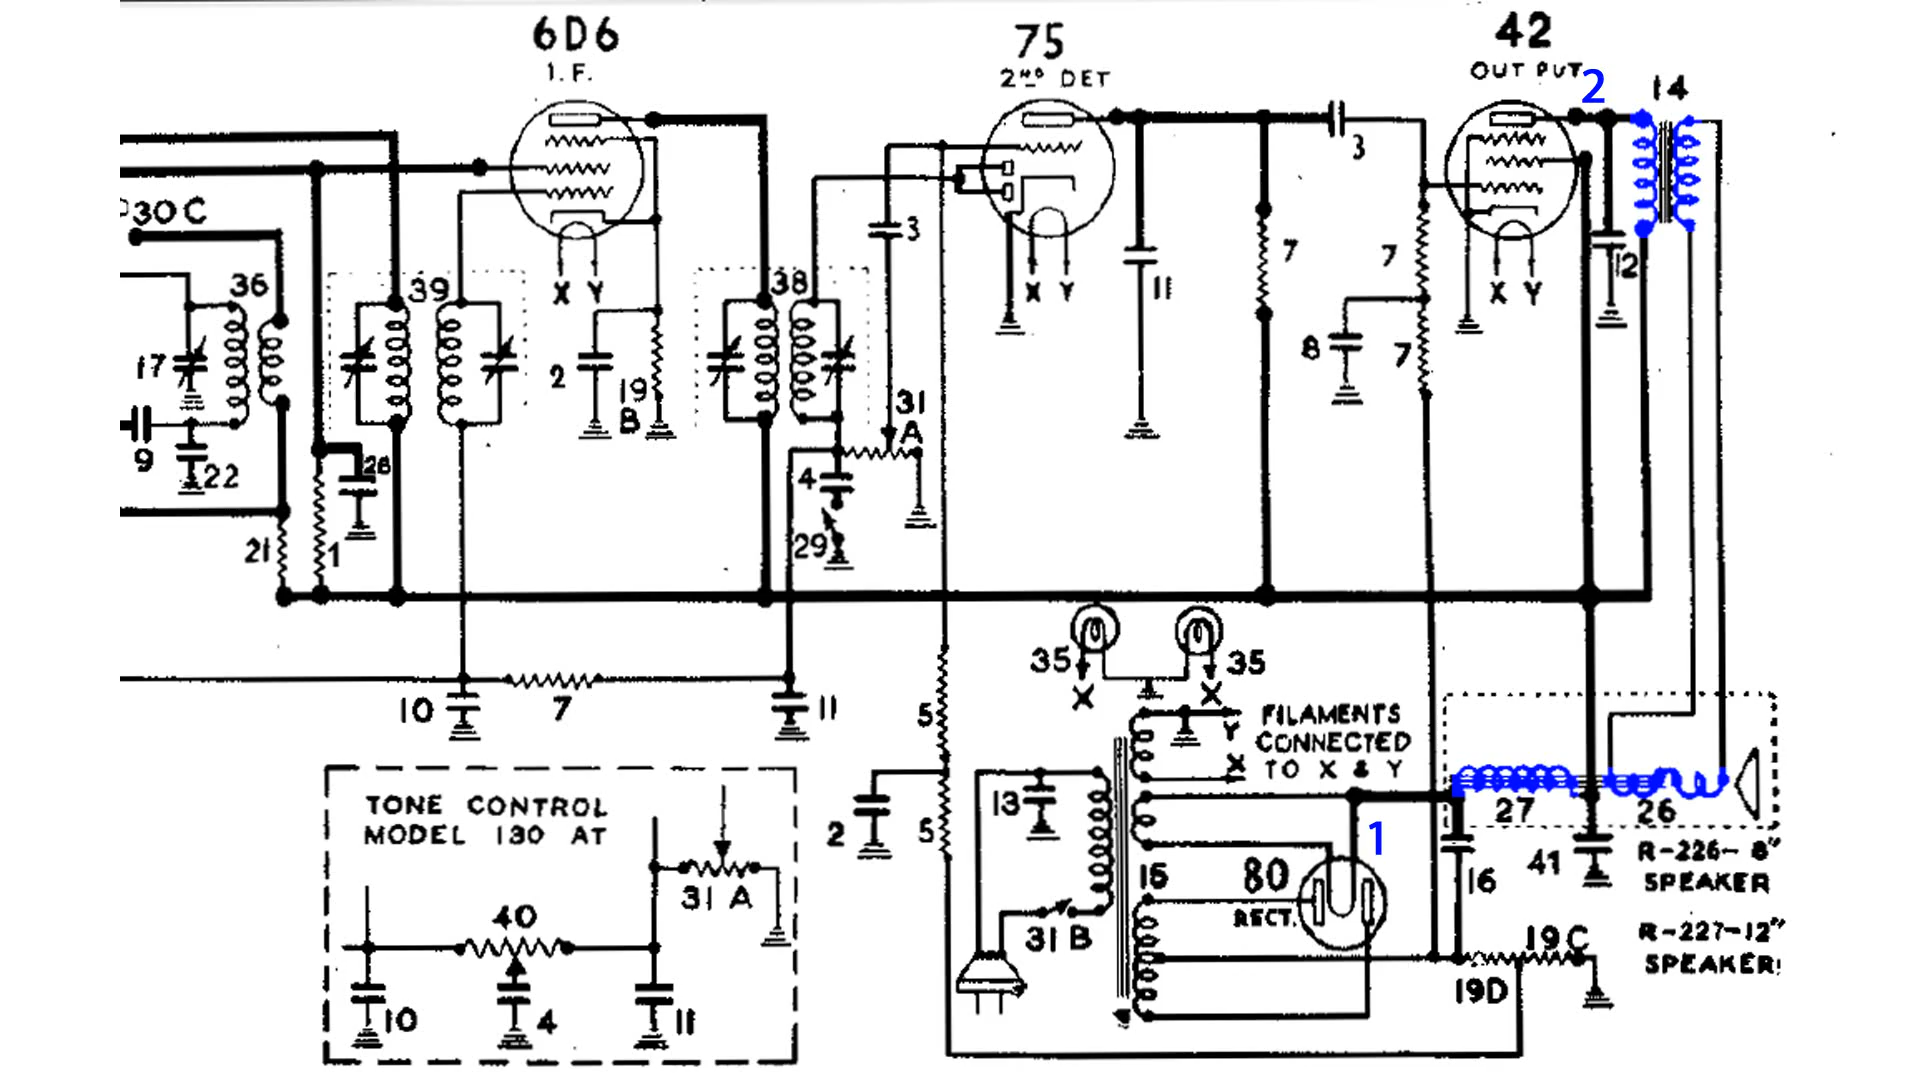 6D6
I. F.
75
2ND DET
42
OUT PUT
2
14
30 C
36
39
X Y
38
3
X Y
11
7
3
7
X Y
12
17
2
19
B
31
A
8
7
9
22
28
4
29
21
1
10
7
11
35
X
35
X
5
FILAMENTS
CONNECTED
TO X & Y
Y
X
13
2
5
27
26
1
16
41
R-226- 8"
SPEAKER
15
80
RECT.
31 B
19C
19D
R-227-12"
SPEAKER
TONE CONTROL
MODEL 130 AT
31 A
40
10
4
11